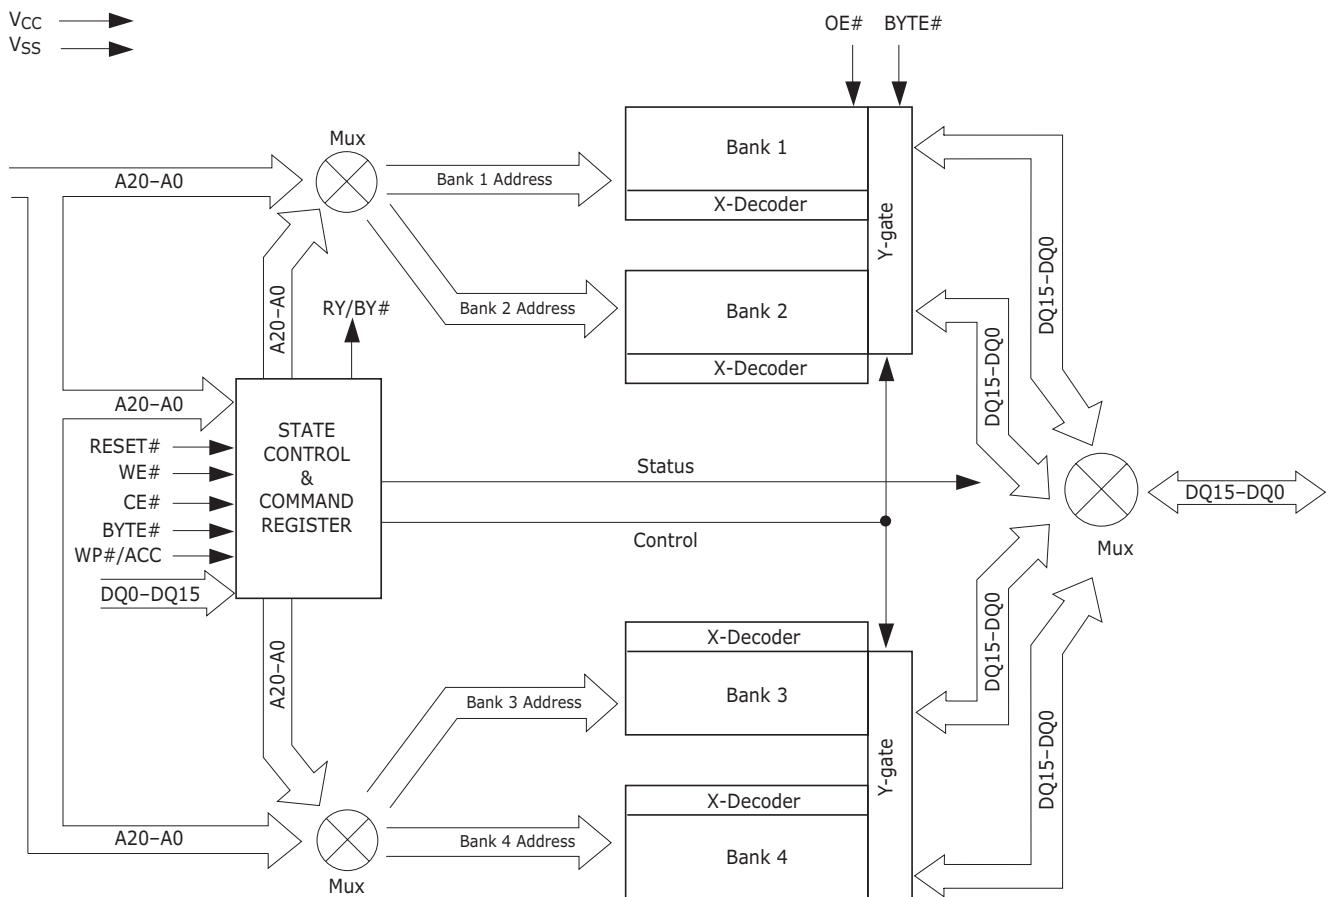 VCC
VSS
OE# BYTE#
Mux
A20–A0
Bank 1 Address
Bank 1
X-Decoder
Y-gate
DQ15–DQ0
A20–A0
RY/BY#
Bank 2 Address
Bank 2
X-Decoder
DQ15–DQ0
A20–A0
RESET#
WE#
CE#
BYTE#
WP#/ACC
DQ0–DQ15
STATE
CONTROL
&
COMMAND
REGISTER
Status
Control
DQ15–DQ0
Mux
A20–A0
X-Decoder
Bank 3 Address
Bank 3
Y-gate
DQ15–DQ0
DQ15–DQ0
X-Decoder
A20–A0
Bank 4 Address
Bank 4
Mux